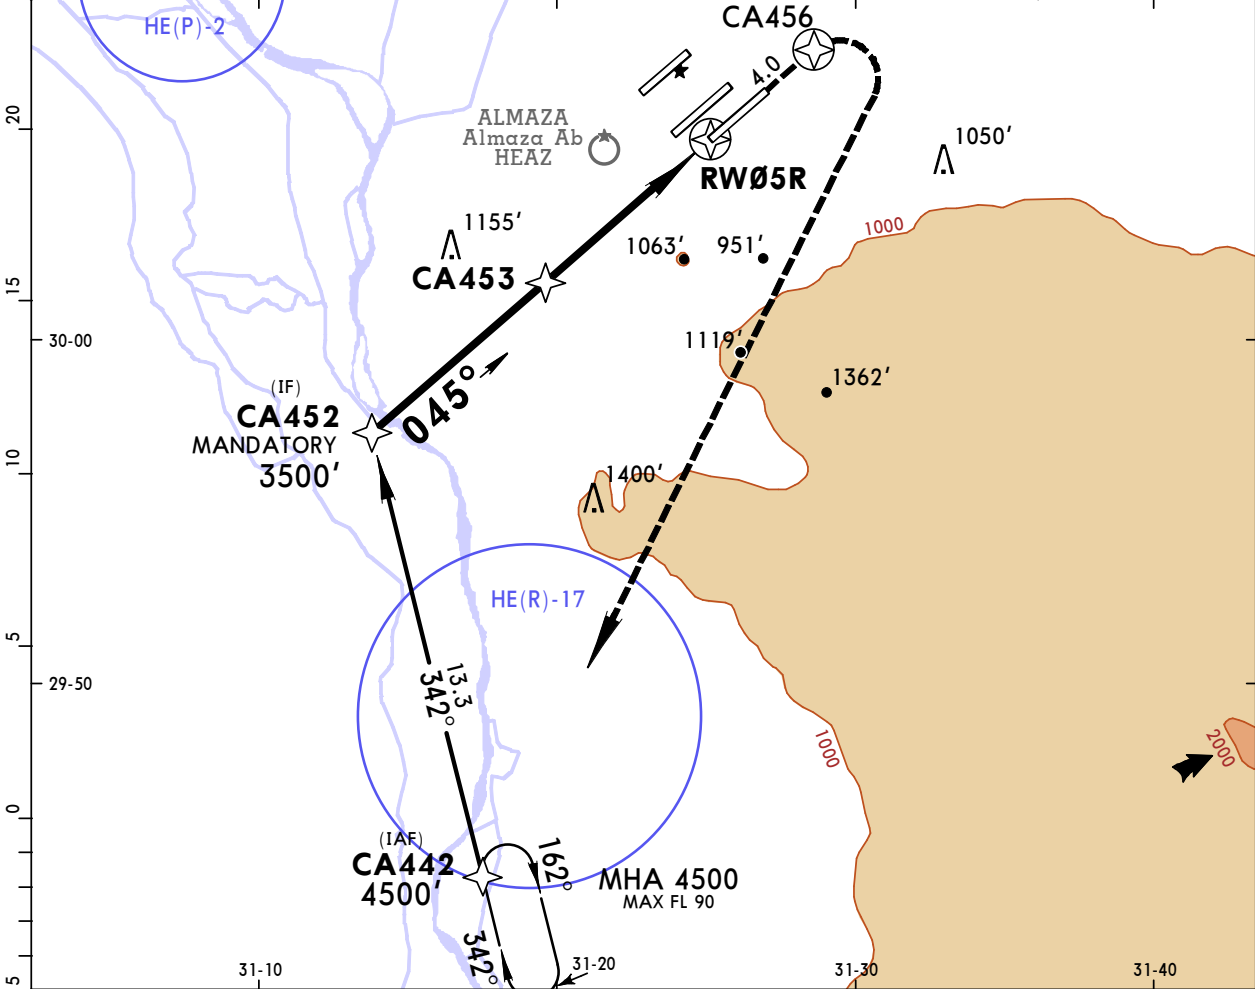 HE(P)-2
CA456
4.0
20
ALMAZA
Almaza Ab
HEAZ
1050'
RWØ5R
1155'
1000
1063'
951'
CA453
15
30-00
1119'
1362'
(IF)
CA452
MANDATORY
3500'
045°
10
1400'
HE(R)-17
5
13.3
342°
29-50
1000
2000
0
(IAF)
CA442
4500'
162°
MHA 4500
MAX FL 90
342°
5
31-10
31-20
31-30
31-40